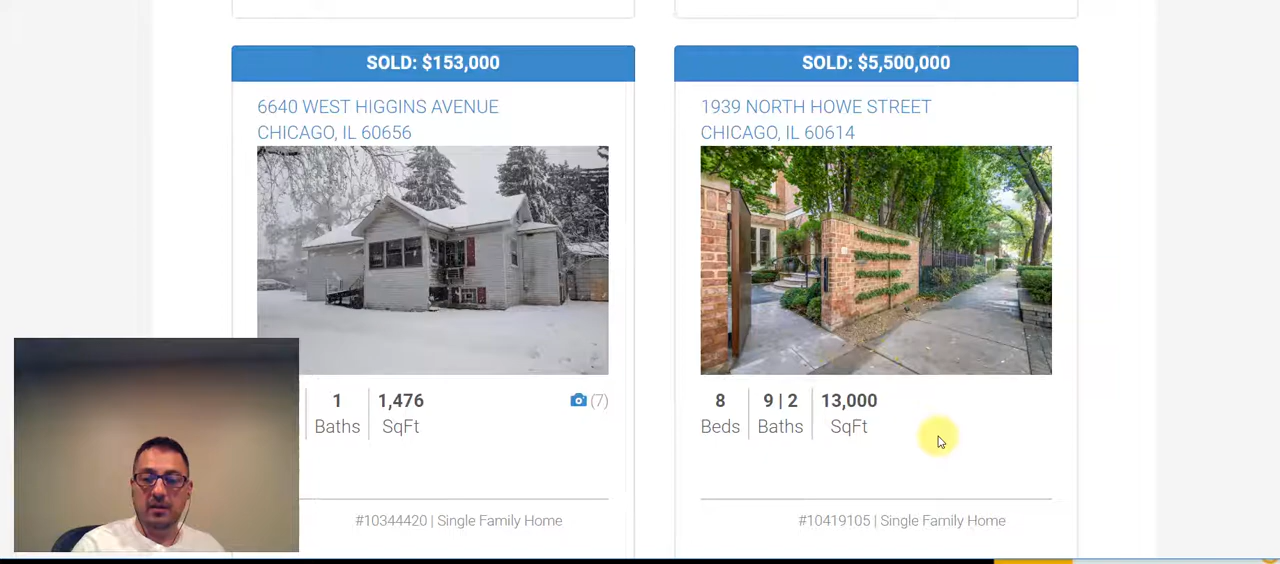 SOLD: $153,000
6640 WEST HIGGINS AVENUE
CHICAGO, IL 60656
1
1,476
(7)
Baths
SqFt
#10344420 | Single Family Home
SOLD: $5,500,000
1939 NORTH HOWE STREET
CHICAGO, IL 60614
8
9 | 2
13,000
Beds
Baths
SqFt
#10419105 | Single Family Home